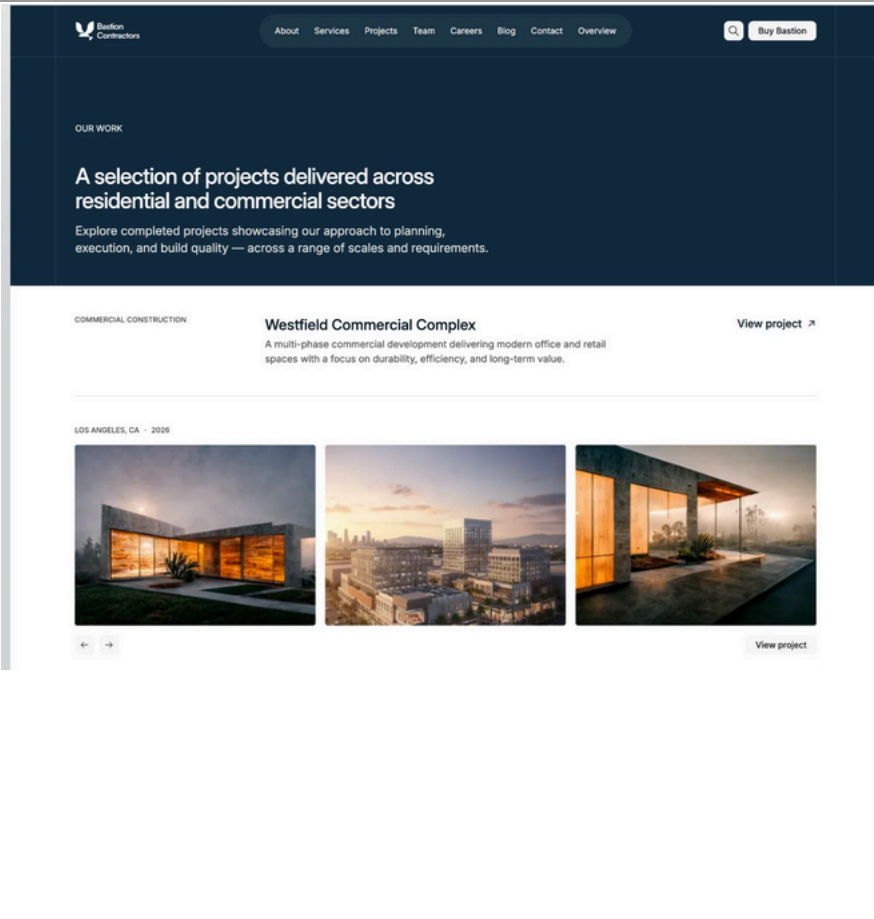 Bastion
Contractors
About Services Projects Team Careers Blog Contact Overview
Buy Bastion
OUR WORK
A selection of projects delivered across
residential and commercial sectors
Explore completed projects showcasing our approach to planning,
execution, and build quality — across a range of scales and requirements.
COMMERCIAL CONSTRUCTION
Westfield Commercial Complex
View project ↗
A multi-phase commercial development delivering modern office and retail
spaces with a focus on durability, efficiency, and long-term value.
LOS ANGELES, CA - 2026
← →
View project